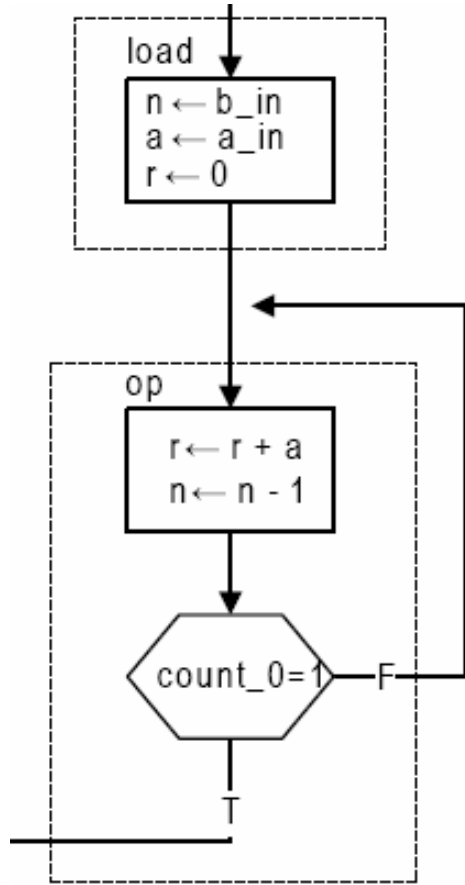 load
n ← b_in
a ← a_in
r ← 0
op
r ← r + a
n ← n - 1
count_0=1
F
T